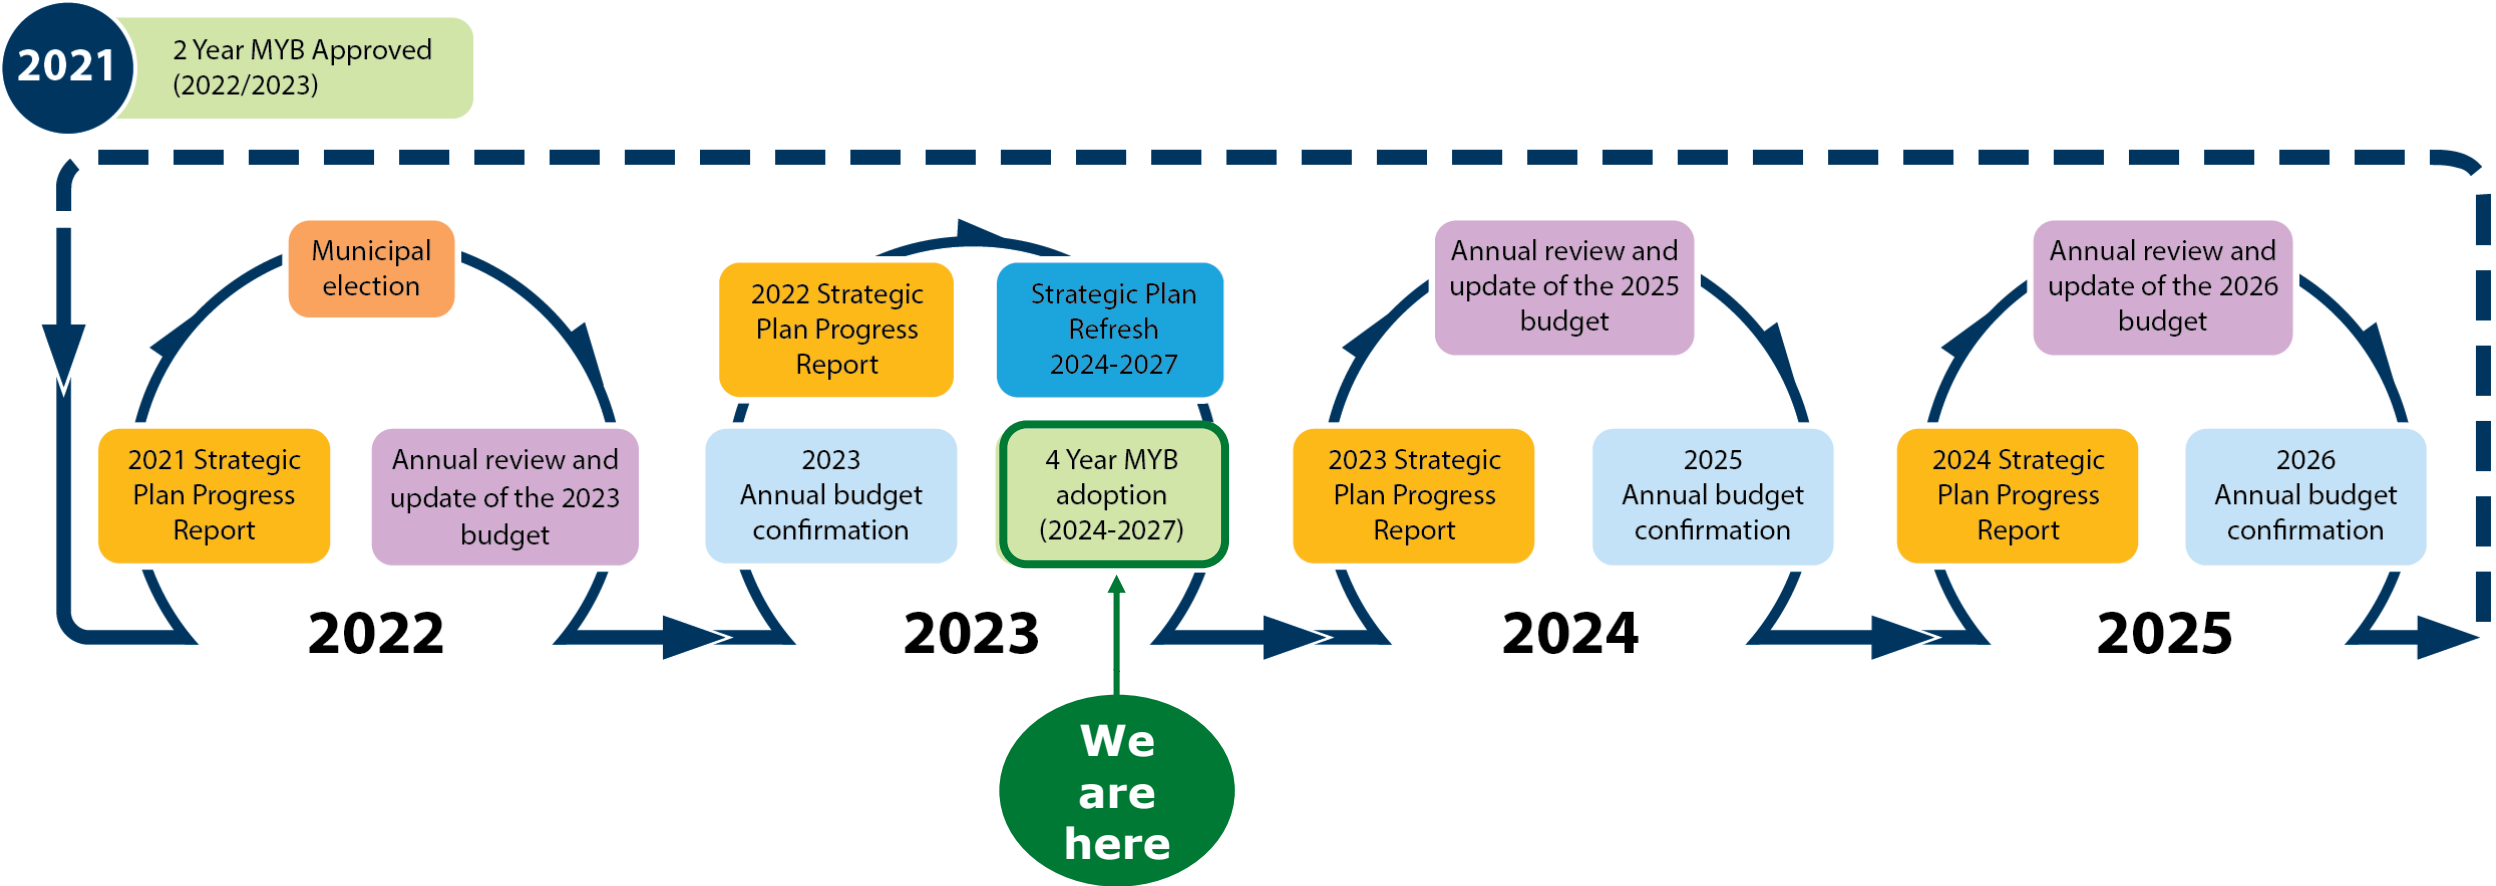 2021
2 Year MYB Approved
(2022/2023)
Municipal
election
2021 Strategic
Plan Progress
Report
Annual review and
update of the 2023
budget
2022
2022 Strategic
Plan Progress
Report
Strategic Plan
Refresh
2024-2027
2023
Annual budget
confirmation
4 Year MYB
adoption
(2024-2027)
2023
We
are
here
Annual review and
update of the 2025
budget
2023 Strategic
Plan Progress
Report
2025
Annual budget
confirmation
2024
Annual review and
update of the 2026
budget
2024 Strategic
Plan Progress
Report
2026
Annual budget
confirmation
2025